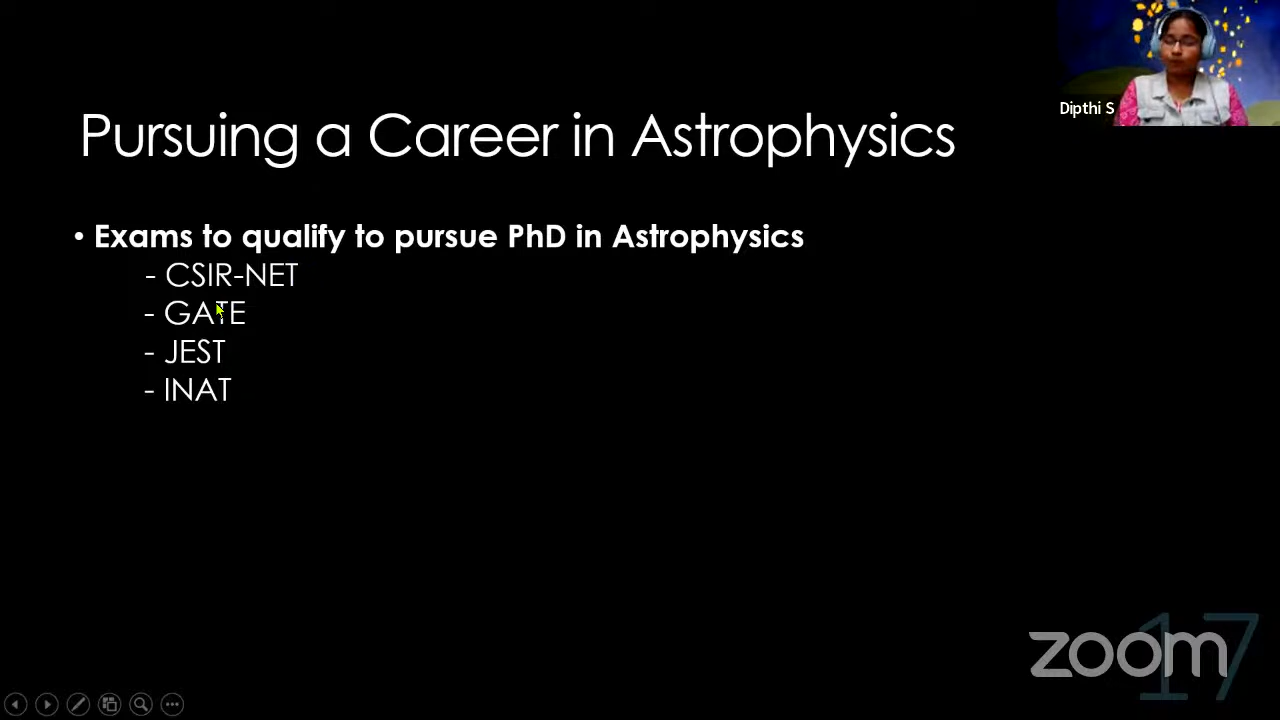 Dipthi S
Pursuing a Career in Astrophysics
• Exams to qualify to pursue PhD in Astrophysics
- CSIR-NET
- GATE
- JEST
- INAT
17
zoom